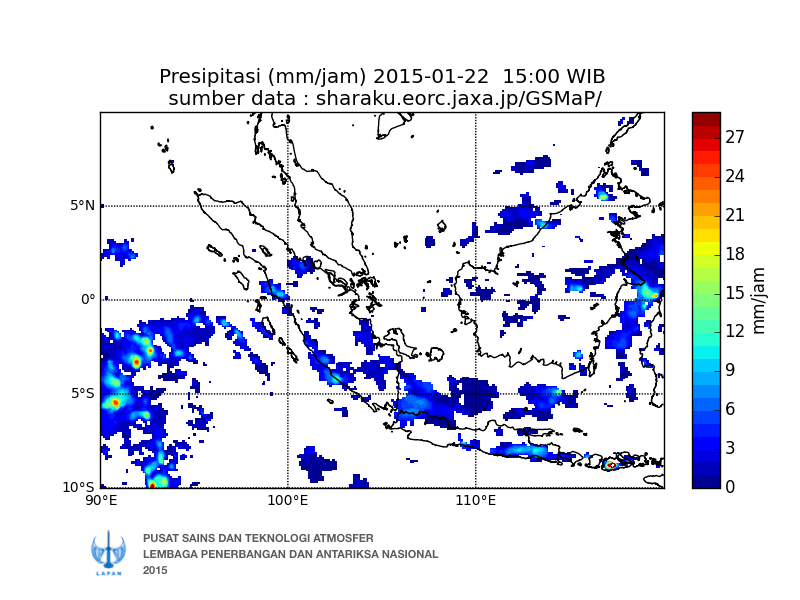 Presipitasi (mm/jam) 2015-01-22  15:00 WIB
sumber data : sharaku.eorc.jaxa.jp/GSMaP/
27
24
21
18
15
12
9
6
3
0
mm/jam
5°N
0°
5°S
10°S
90°E 100°E 110°E
PUSAT SAINS DAN TEKNOLOGI ATMOSFER
LEMBAGA PENERBANGAN DAN ANTARIKSA NASIONAL
2015
LAPAN